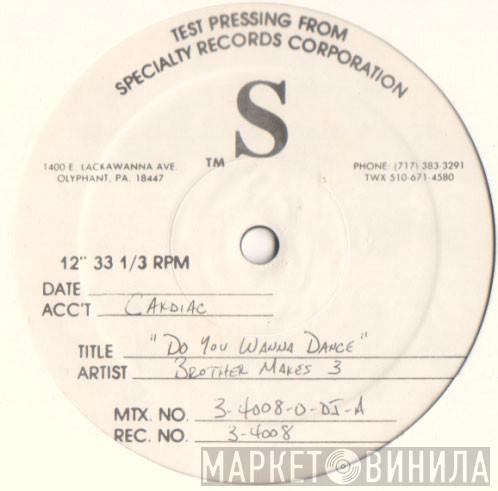 TEST PRESSING FROM
SPECIALTY RECORDS CORPORATION
S
TM
1400 E. LACKAWANNA AVE.
OLYPHANT, PA. 18447
PHONE: (717) 383-3291
TWX 510-671-4580
12" 33 1/3 RPM
DATE
ACC'T CARDIAC
TITLE "DO YOU WANNA DANCE"
ARTIST BROTHER MAKES 3
MTX. NO. 3-4008-0-DJ-A
REC. NO. 3-4008
МАРКЕТ ВИНИЛА